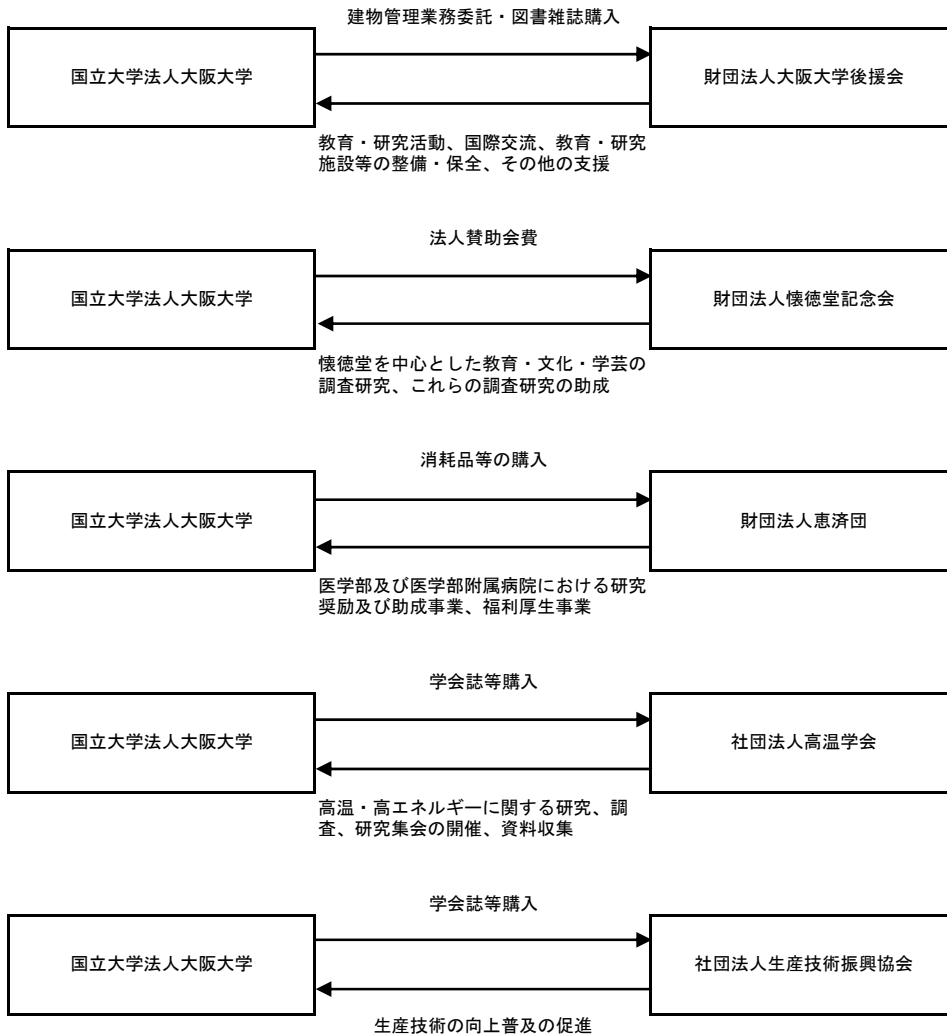 建物管理業務委託・図書雑誌購入
国立大学法人大阪大学
財団法人大阪大学後援会
教育・研究活動、国際交流、教育・研究
施設等の整備・保全、その他の支援
法人賛助会費
国立大学法人大阪大学
財団法人懐徳堂記念会
懐徳堂を中心とした教育・文化・学芸の
調査研究、これらの調査研究の助成
消耗品等の購入
国立大学法人大阪大学
財団法人恵済団
医学部及び医学部附属病院における研究
奨励及び助成事業、福利厚生事業
学会誌等購入
国立大学法人大阪大学
社団法人高温学会
高温・高エネルギーに関する研究、調
査、研究集会の開催、資料収集
学会誌等購入
国立大学法人大阪大学
社団法人生産技術振興協会
生産技術の向上普及の促進